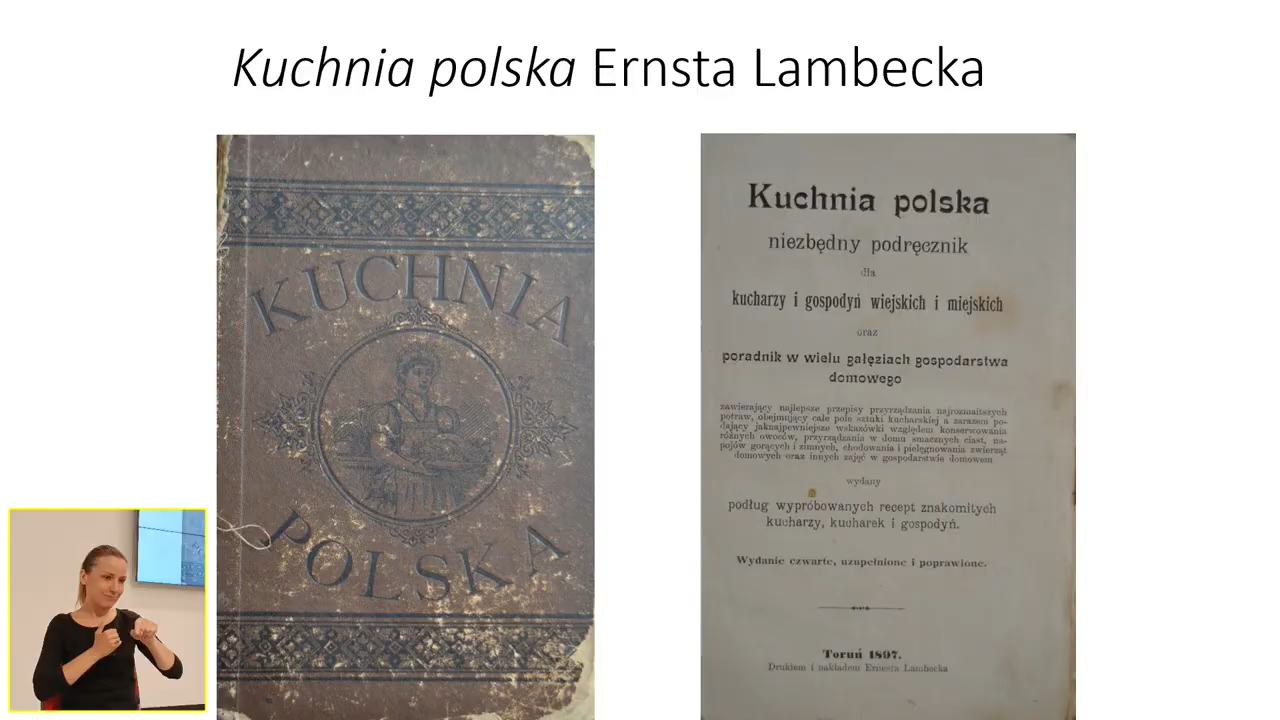 Kuchnia polska Ernsta Lambecka
KUCHNIA
POLSKA
Kuchnia polska
niezbędny podręcznik
dla
kucharzy i gospodyń wiejskich i miejskich
oraz
poradnik w wielu gałęziach gospodarstwa
domowego
zawierający najlepsze przepisy przyrządzania najrozmaitszych
potraw, obejmujący całe pole sztuki kucharskiej a zarazem po-
dający jaknajpewniejsze wskazówki względem konserwowania
różnych owoców, przyrządzania w domu smacznych ciast, na-
pojów gorących i zimnych, chodowania i pielęgnowania zwierząt
domowych oraz innych zajęć w gospodarstwie domowem
wydany
podług wypróbowanych recept znakomitych
kucharzy, kucharek i gospodyń.
Wydanie czwarte, uzupełnione i poprawione.
Toruń 1897.
Drukiem i nakładem Ernesta Lambecka